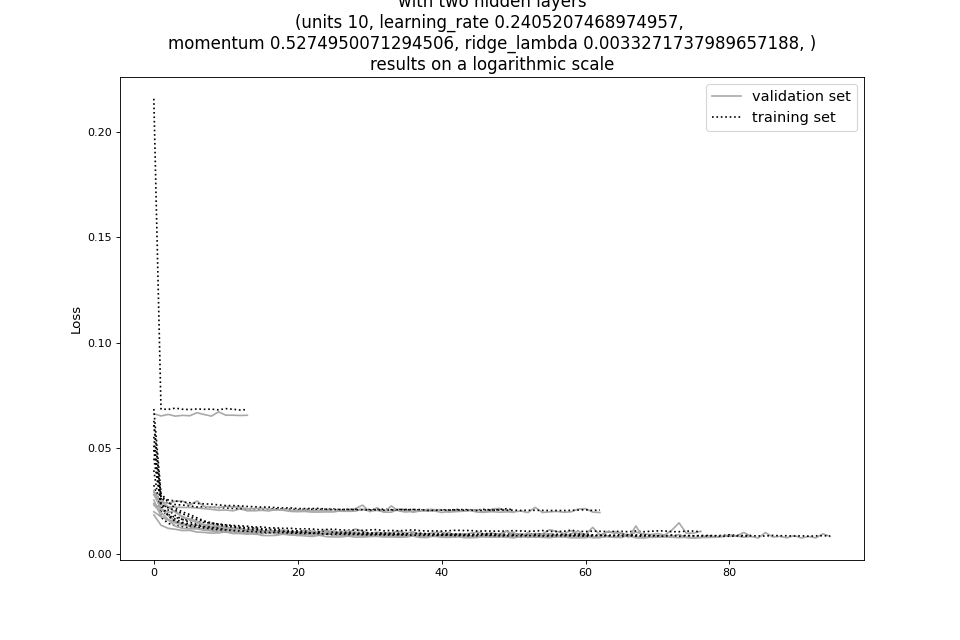 with two hidden layers
(units 10, learning_rate 0.2405207468974957,
momentum 0.5274950071294506, ridge_lambda 0.0033271737989657188, )
results on a logarithmic scale
validation set
training set
Loss
0.20
0.15
0.10
0.05
0.00
0
20
40
60
80